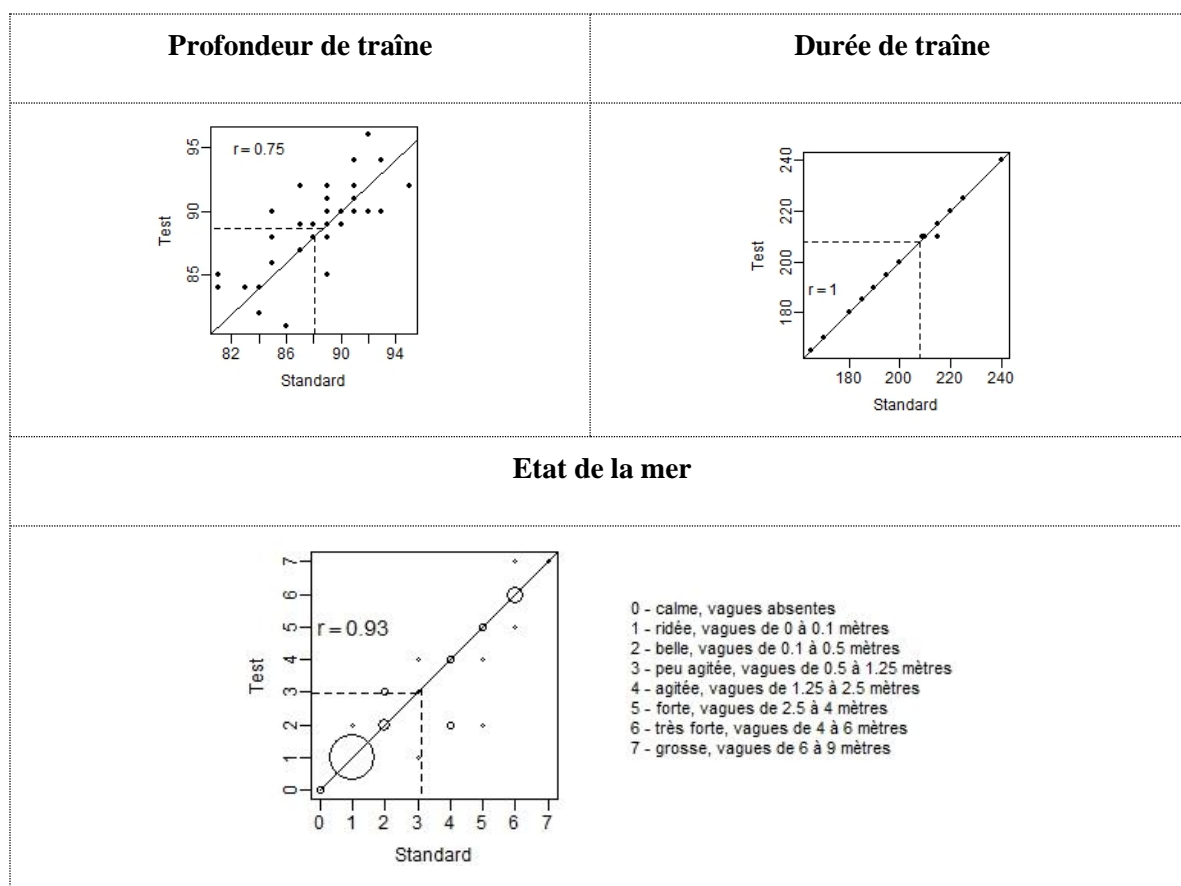 Profondeur de traîne
Durée de traîne
r = 0.75
95
90
85
Test
82 86 90 94
Standard
r = 1
240
220
200
180
Test
180 200 220 240
Standard
Etat de la mer
r = 0.93
7
6
5
4
3
2
1
0
Test
0 1 2 3 4 5 6 7
Standard
0 - calme, vagues absentes
1 - ridée, vagues de 0 à 0.1 mètres
2 - belle, vagues de 0.1 à 0.5 mètres
3 - peu agitée, vagues de 0.5 à 1.25 mètres
4 - agitée, vagues de 1.25 à 2.5 mètres
5 - forte, vagues de 2.5 à 4 mètres
6 - très forte, vagues de 4 à 6 mètres
7 - grosse, vagues de 6 à 9 mètres